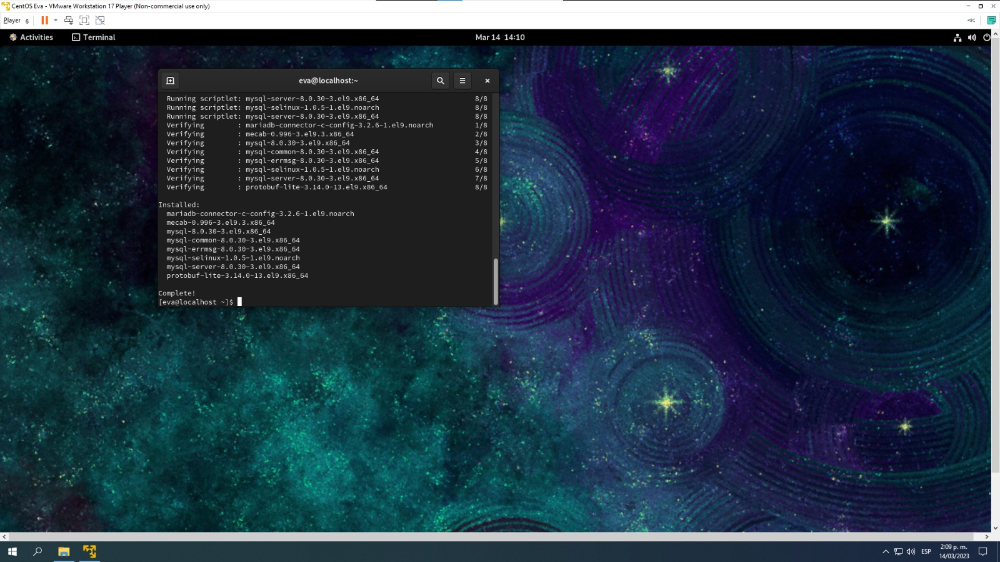 CentOS Eva - VMware Workstation 17 Player (Non-commercial use only)
Player 6
Activities Terminal Mar 14 14:10
eva@localhost:~
Running scriptlet: mysql-server-8.0.30-3.el9.x86_64 8/8
Running scriptlet: mysql-selinux-1.0.5-1.el9.noarch 8/8
Running scriptlet: mysql-server-8.0.30-3.el9.x86_64 8/8
Verifying : mariadb-connector-c-config-3.2.6-1.el9.noarch 1/8
Verifying : mecab-0.996-3.el9.3.x86_64 2/8
Verifying : mysql-8.0.30-3.el9.x86_64 3/8
Verifying : mysql-common-8.0.30-3.el9.x86_64 4/8
Verifying : mysql-errmsg-8.0.30-3.el9.x86_64 5/8
Verifying : mysql-selinux-1.0.5-1.el9.noarch 6/8
Verifying : mysql-server-8.0.30-3.el9.x86_64 7/8
Verifying : protobuf-lite-3.14.0-13.el9.x86_64 8/8
Installed:
mariadb-connector-c-config-3.2.6-1.el9.noarch
mecab-0.996-3.el9.3.x86_64
mysql-8.0.30-3.el9.x86_64
mysql-common-8.0.30-3.el9.x86_64
mysql-errmsg-8.0.30-3.el9.x86_64
mysql-selinux-1.0.5-1.el9.noarch
mysql-server-8.0.30-3.el9.x86_64
protobuf-lite-3.14.0-13.el9.x86_64
Complete!
[eva@localhost ~]$
ESP
2:09 p. m.
14/03/2023